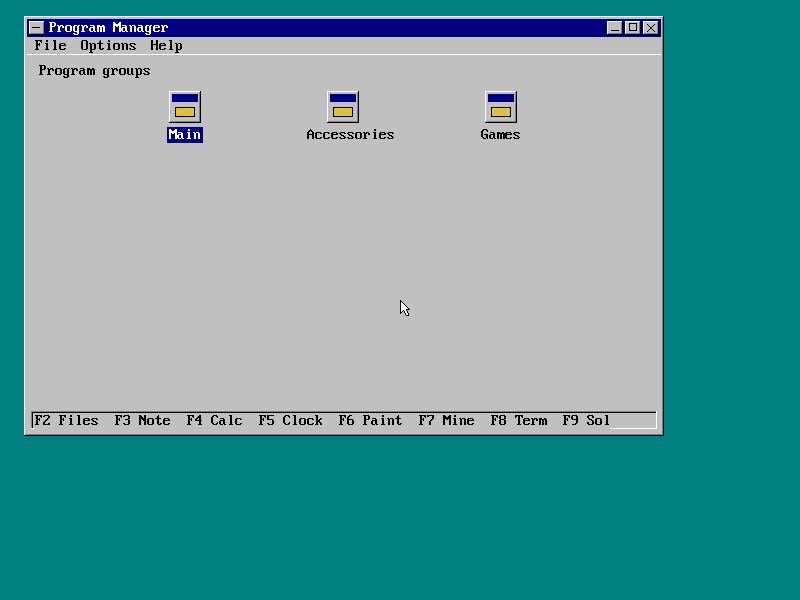 Program Manager
File Options Help
Program groups
Main Accessories Games
F2 Files F3 Note F4 Calc F5 Clock F6 Paint F7 Mine F8 Term F9 Sol